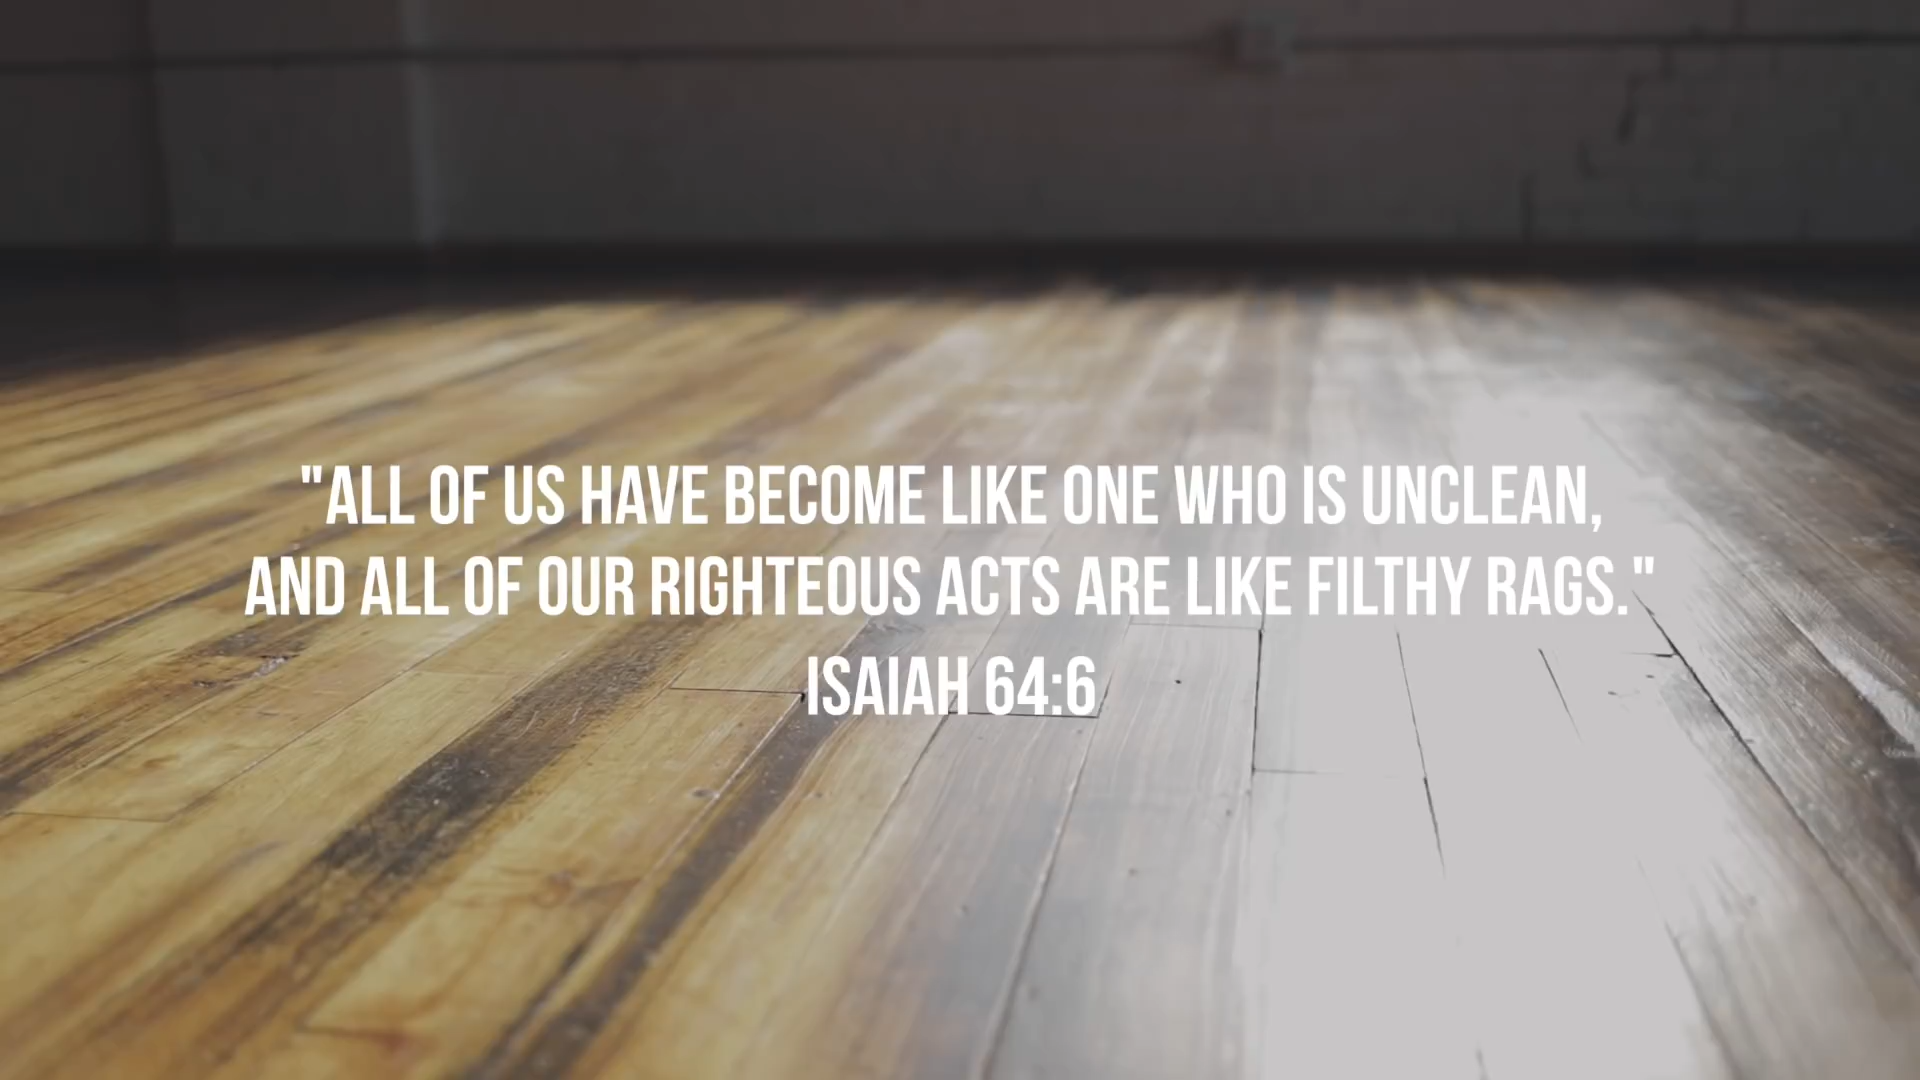 "ALL OF US HAVE BECOME LIKE ONE WHO IS UNCLEAN,
AND ALL OF OUR RIGHTEOUS ACTS ARE LIKE FILTHY RAGS."
ISAIAH 64:6